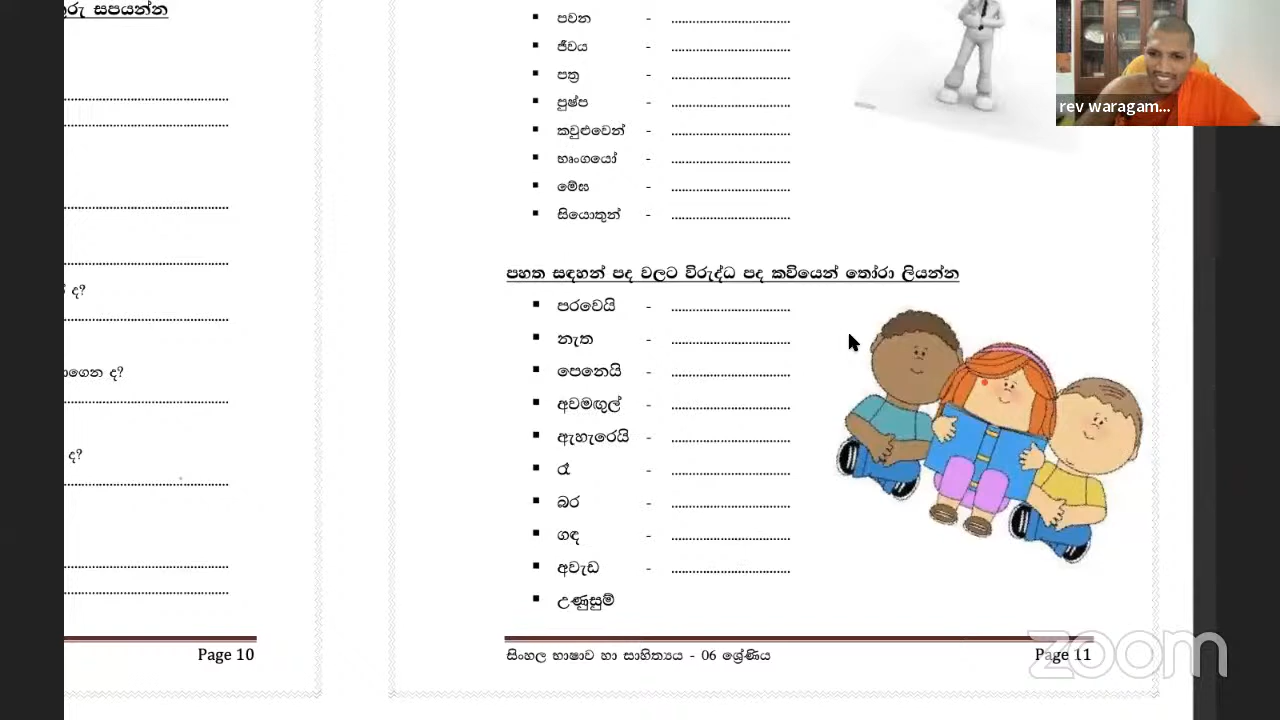 රු සපයන්න
ද?
ාගෙන ද?
ද?
Page 10
පවන - ........................................
ජීවය - ........................................
පත්‍ර - ........................................
පුෂ්ප - ........................................
කවුළුවෙන් - ........................................
භෘංගයෝ - ........................................
මේඝ - ........................................
සියොතුන් - ........................................
පහත සඳහන් පද වලට විරුද්ධ පද කවියෙන් තෝරා ලියන්න
පරවෙයි - ........................................
නැත - ........................................
පෙනෙයි - ........................................
අවමඟුල් - ........................................
ඇහැරෙයි - ........................................
රෑ - ........................................
බර - ........................................
ගඳ - ........................................
අවැඩ - ........................................
උණුසුම්
සිංහල භාෂාව හා සාහිත්‍යය - 06 ශ්‍රේණිය Page 11
rev waragam...
zoom